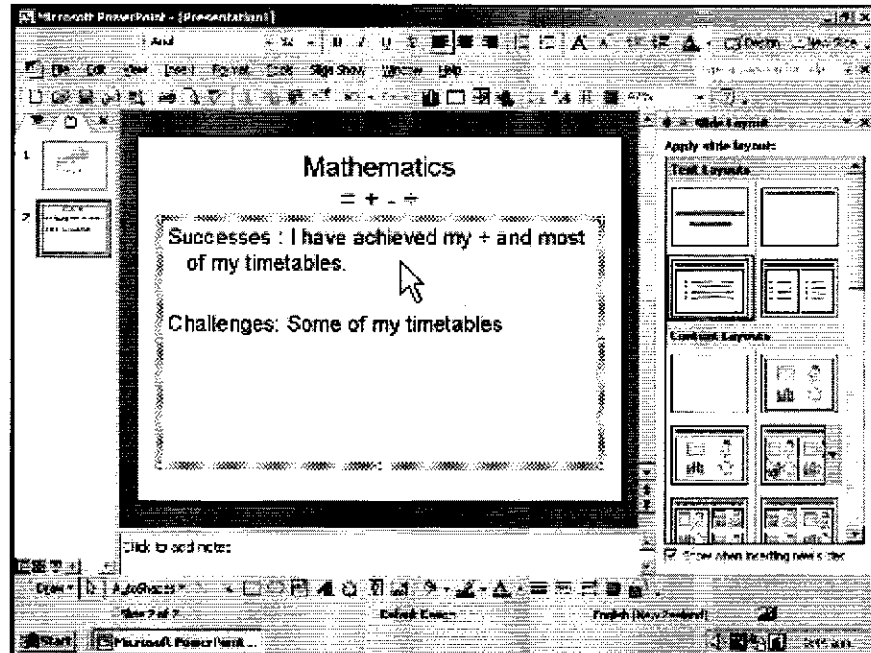 Microsoft PowerPoint - [Presentation1]
Arial
File Edit View Insert Format Tools Slide Show Window Help
Slide Layout
Apply slide layout:
Text Layouts
1
Mathematics
= + - ÷
2
Successes : I have achieved my ÷ and most
of my timetables.
Challenges: Some of my timetables
Content Layouts
Click to add notes
Show when inserting new slides
Draw AutoShapes
Slide 2 of 2 Default Design English (New Zealand)
Start Microsoft PowerPoint ...